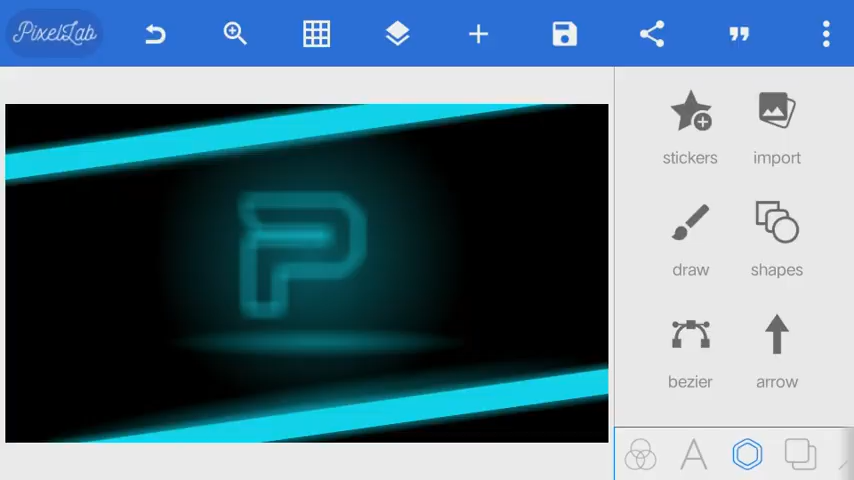 PixelLab
stickers import
draw shapes
bezier arrow
P